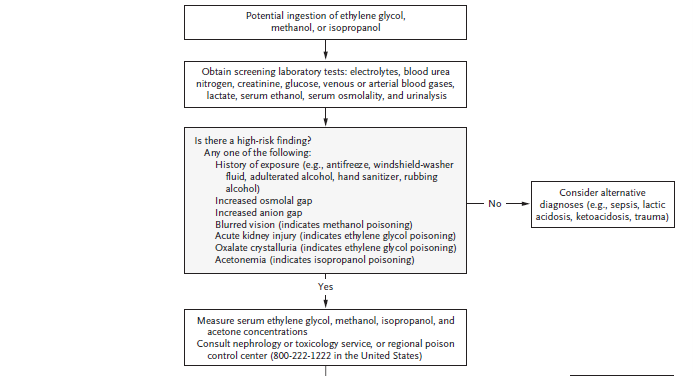 Potential ingestion of ethylene glycol,
methanol, or isopropanol
Obtain screening laboratory tests: electrolytes, blood urea
nitrogen, creatinine, glucose, venous or arterial blood gases,
lactate, serum ethanol, serum osmolality, and urinalysis
Is there a high-risk finding?
Any one of the following:
History of exposure (e.g., antifreeze, windshield-washer
fluid, adulterated alcohol, hand sanitizer, rubbing
alcohol)
Increased osmolal gap
Increased anion gap
Blurred vision (indicates methanol poisoning)
Acute kidney injury (indicates ethylene glycol poisoning)
Oxalate crystalluria (indicates ethylene glycol poisoning)
Acetonemia (indicates isopropanol poisoning)
No
Consider alternative
diagnoses (e.g., sepsis, lactic
acidosis, ketoacidosis, trauma)
Yes
Measure serum ethylene glycol, methanol, isopropanol, and
acetone concentrations
Consult nephrology or toxicology service, or regional poison
control center (800-222-1222 in the United States)